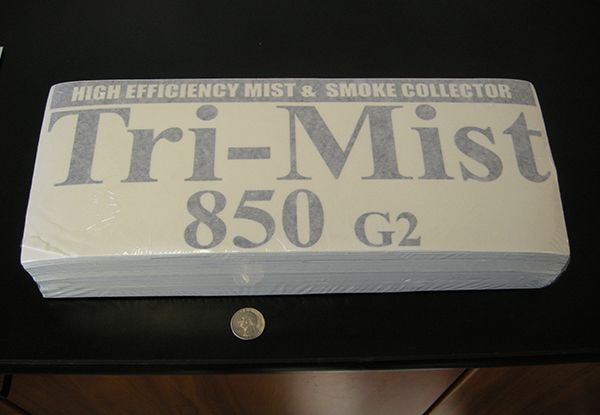 HIGH EFFICIENCY MIST & SMOKE COLLECTOR
Tri-Mist
850 G2